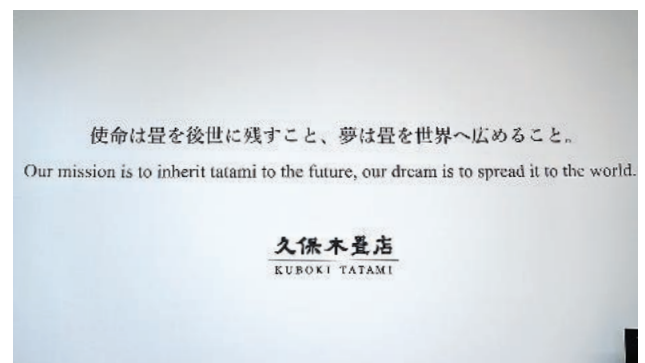 使命は畳を後世に残すこと、夢は畳を世界へ広めること。
Our mission is to inherit tatami to the future, our dream is to spread it to the world.
久保木畳店
KUBOKI TATAMI